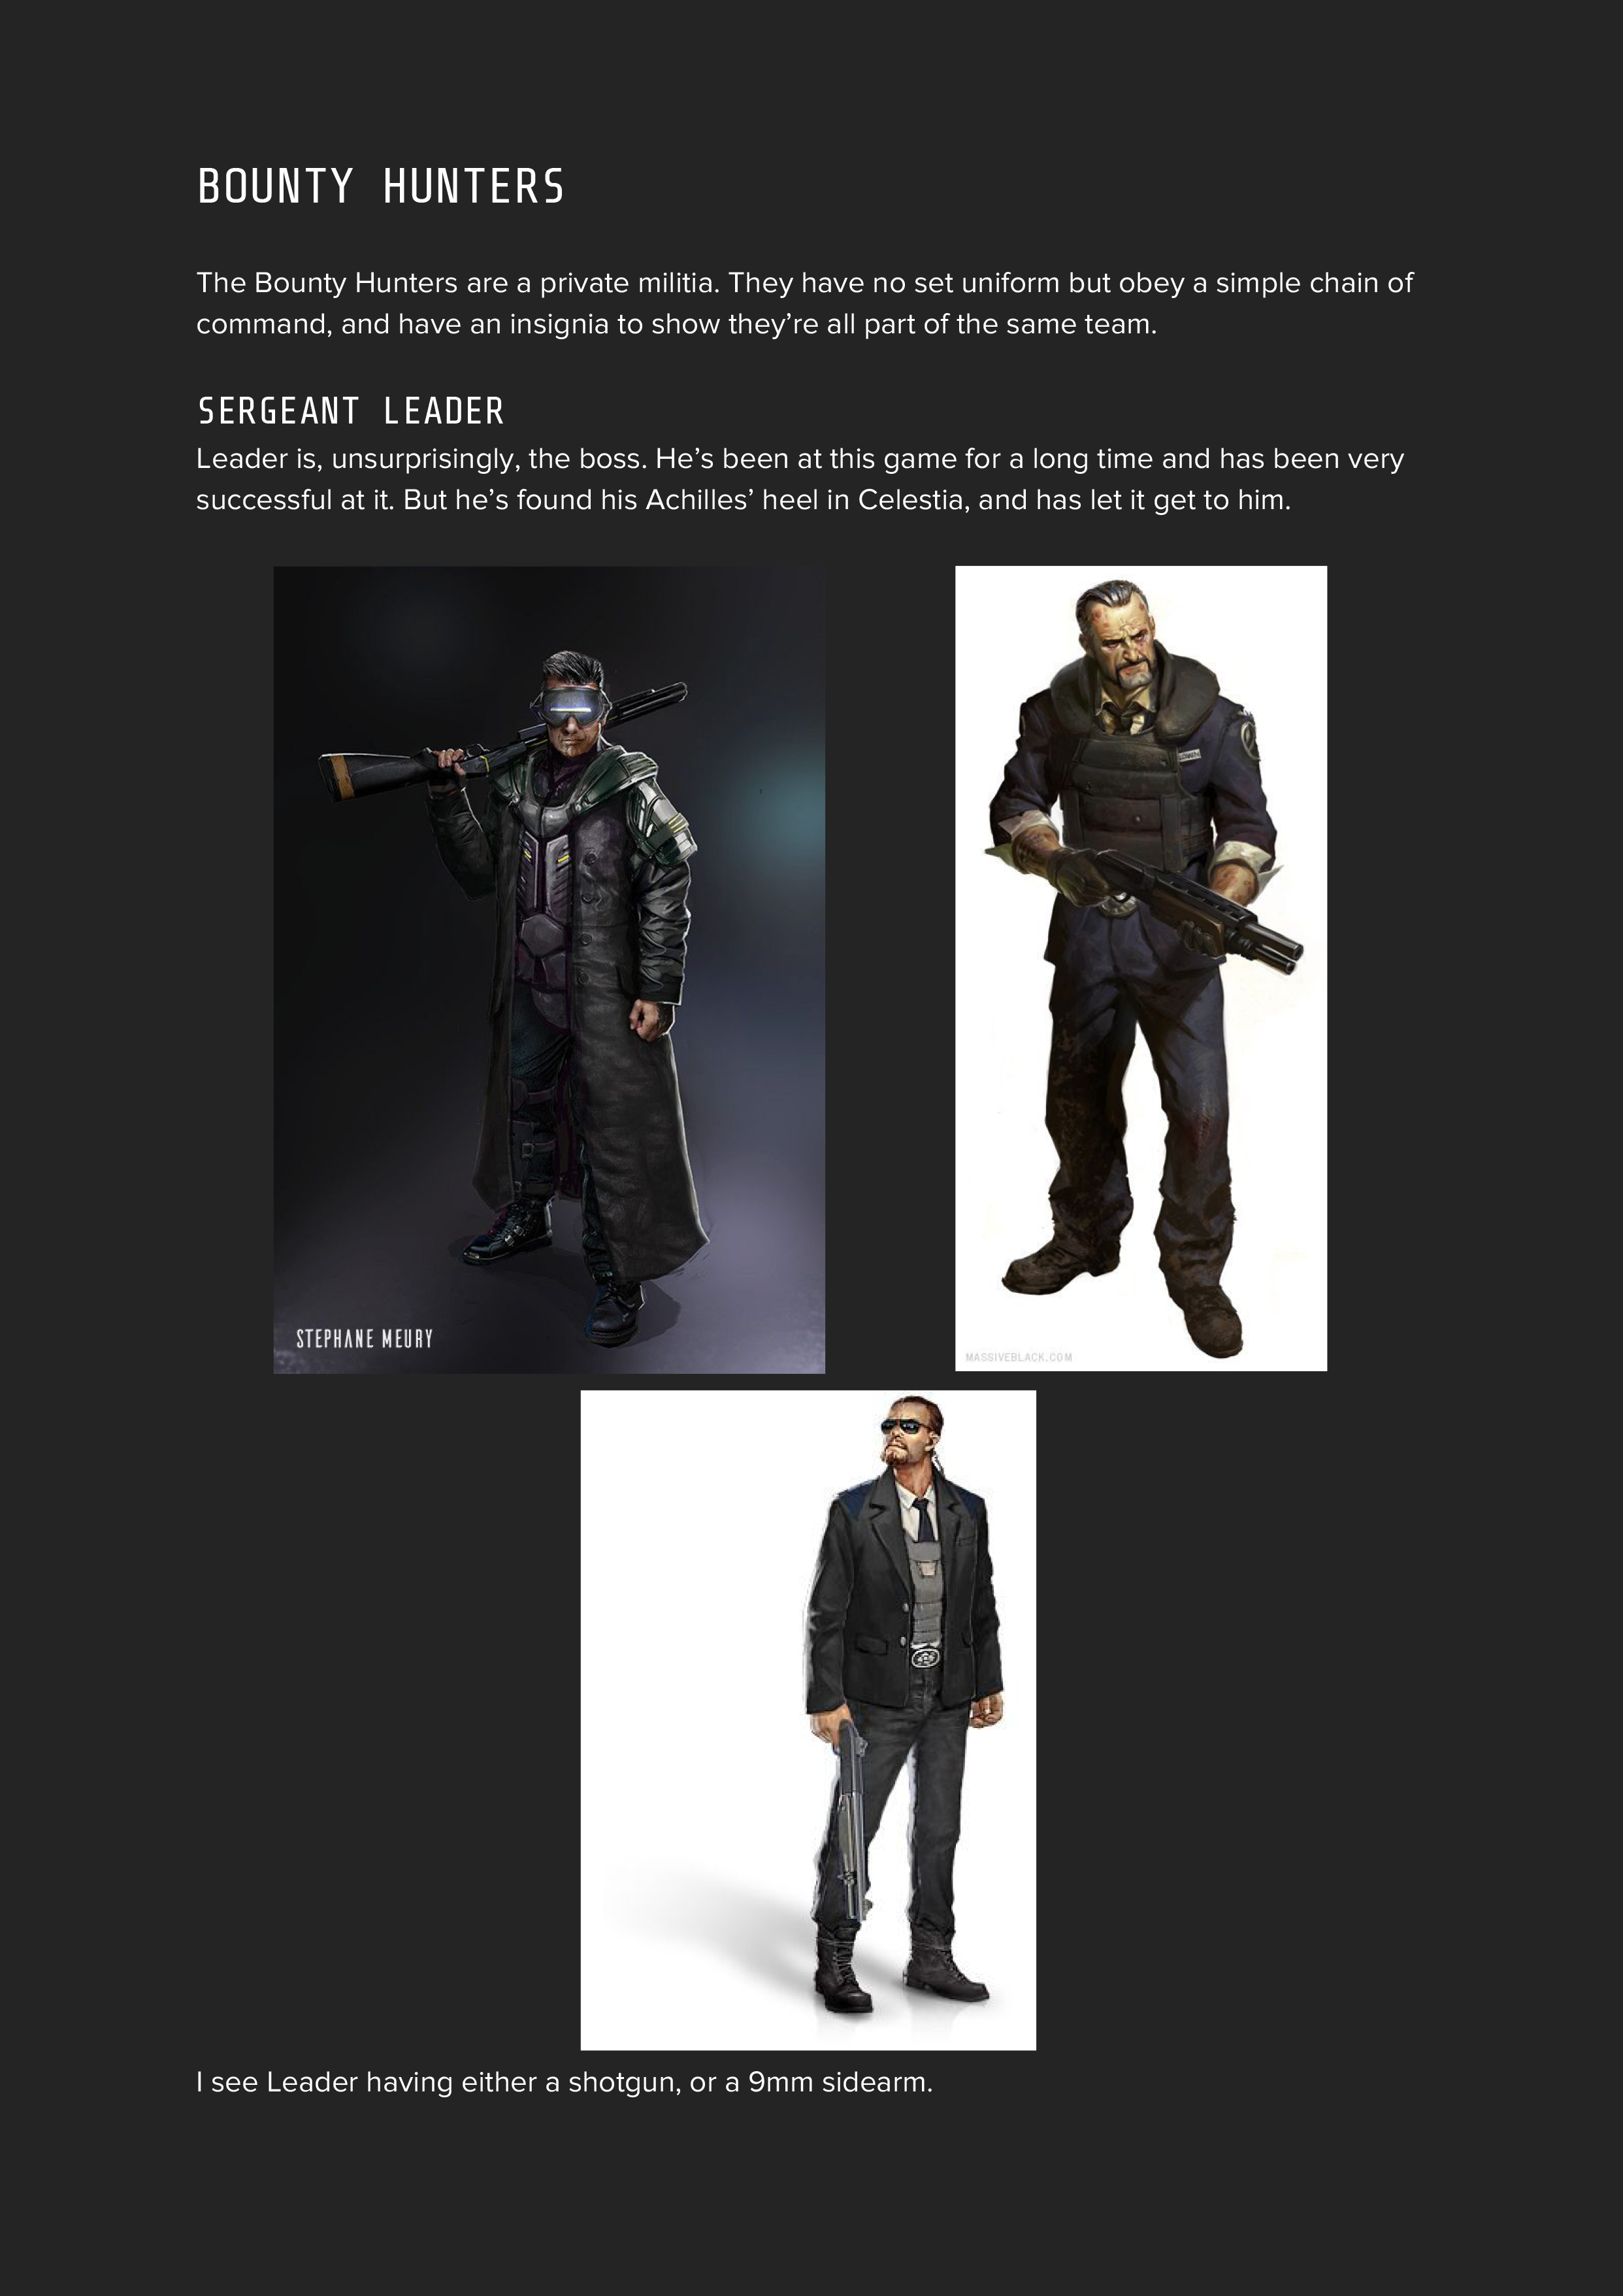 BOUNTY HUNTERS
The Bounty Hunters are a private militia. They have no set uniform but obey a simple chain of
command, and have an insignia to show they’re all part of the same team.
SERGEANT LEADER
Leader is, unsurprisingly, the boss. He’s been at this game for a long time and has been very
successful at it. But he’s found his Achilles’ heel in Celestia, and has let it get to him.
STEPHANE MEURY
MASSIVEBLACK.COM
I see Leader having either a shotgun, or a 9mm sidearm.